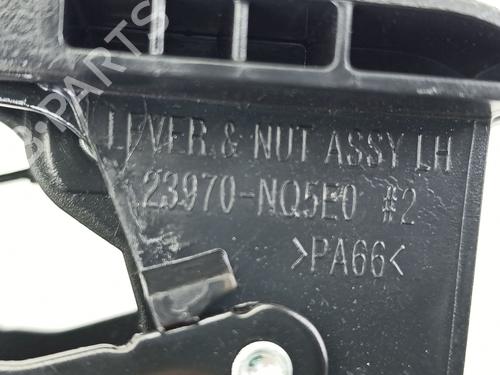 LEVER & NUT ASSY LH
23970-NQ5E0 #2
>PA66<